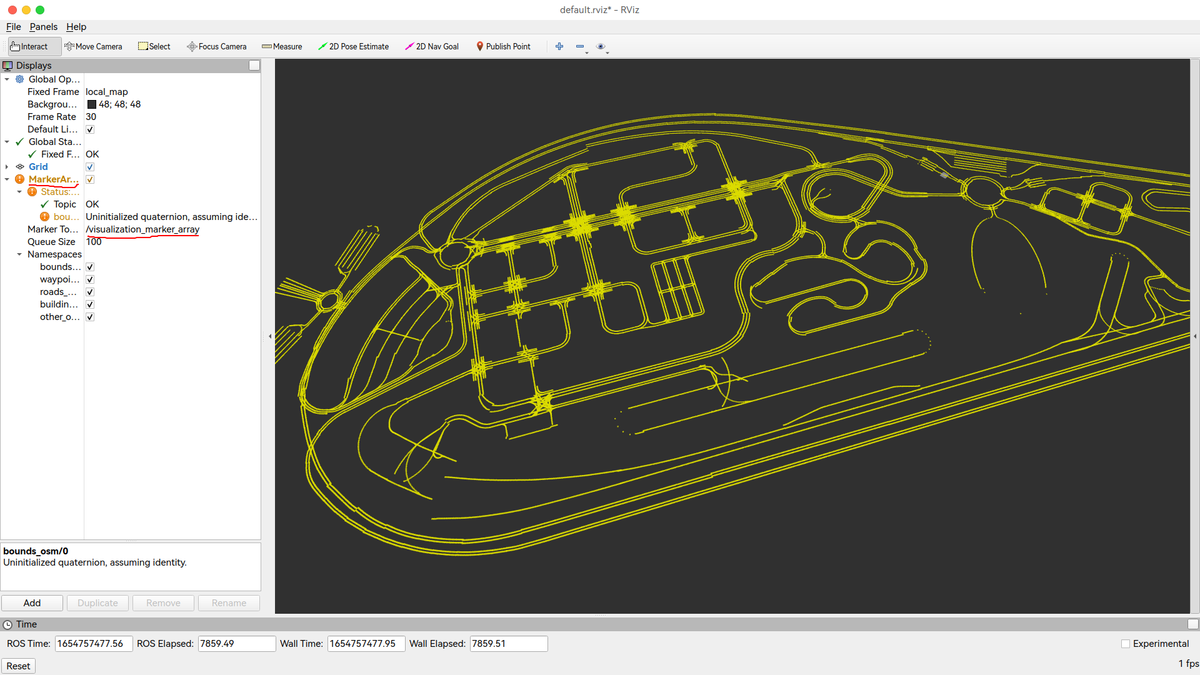 default.rviz* - RViz
File Panels Help
Interact Move Camera Select Focus Camera Measure 2D Pose Estimate 2D Nav Goal Publish Point
Displays
Global Op...
Fixed Frame local_map
Backgrou... 48; 48; 48
Frame Rate 30
Default Li...
Global Sta...
Fixed F... OK
Grid
MarkerAr...
Status:...
Topic OK
bou... Uninitialized quaternion, assuming ide...
Marker To... /visualization_marker_array
Queue Size 100
Namespaces
bounds...
waypoi...
roads_...
buildin...
other_o...
bounds_osm/0
Uninitialized quaternion, assuming identity.
Add Duplicate Remove Rename
Time
ROS Time: 1654757477.56 ROS Elapsed: 7859.49 Wall Time: 1654757477.95 Wall Elapsed: 7859.51 Experimental
Reset 1 fps